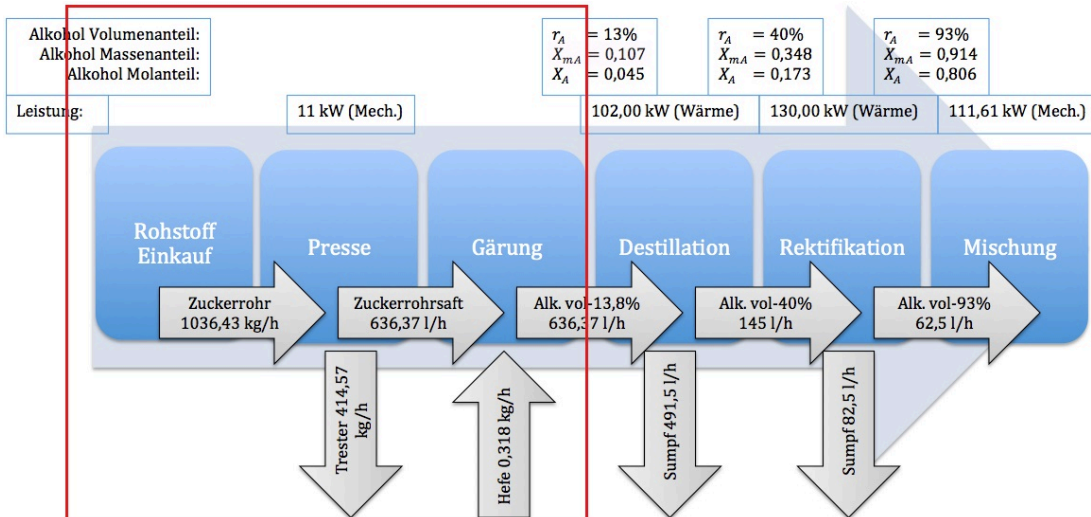 Alkohol Volumenanteil:
Alkohol Massenanteil:
Alkohol Molanteil:
r_A = 13%
X_mA = 0,107
X_A = 0,045
r_A = 40%
X_mA = 0,348
X_A = 0,173
r_A = 93%
X_mA = 0,914
X_A = 0,806
Leistung:
11 kW (Mech.)
102,00 kW (Wärme)
130,00 kW (Wärme)
111,61 kW (Mech.)
Rohstoff
Einkauf
Presse
Gärung
Destillation
Rektifikation
Mischung
Zuckerrohr
1036,43 kg/h
Zuckerrohrsaft
636,37 l/h
Alk. vol-13,8%
636,37 l/h
Alk. vol-40%
145 l/h
Alk. vol-93%
62,5 l/h
Trester 414,57
kg/h
Hefe 0,318 kg/h
Sumpf 491,5 l/h
Sumpf 82,5 l/h